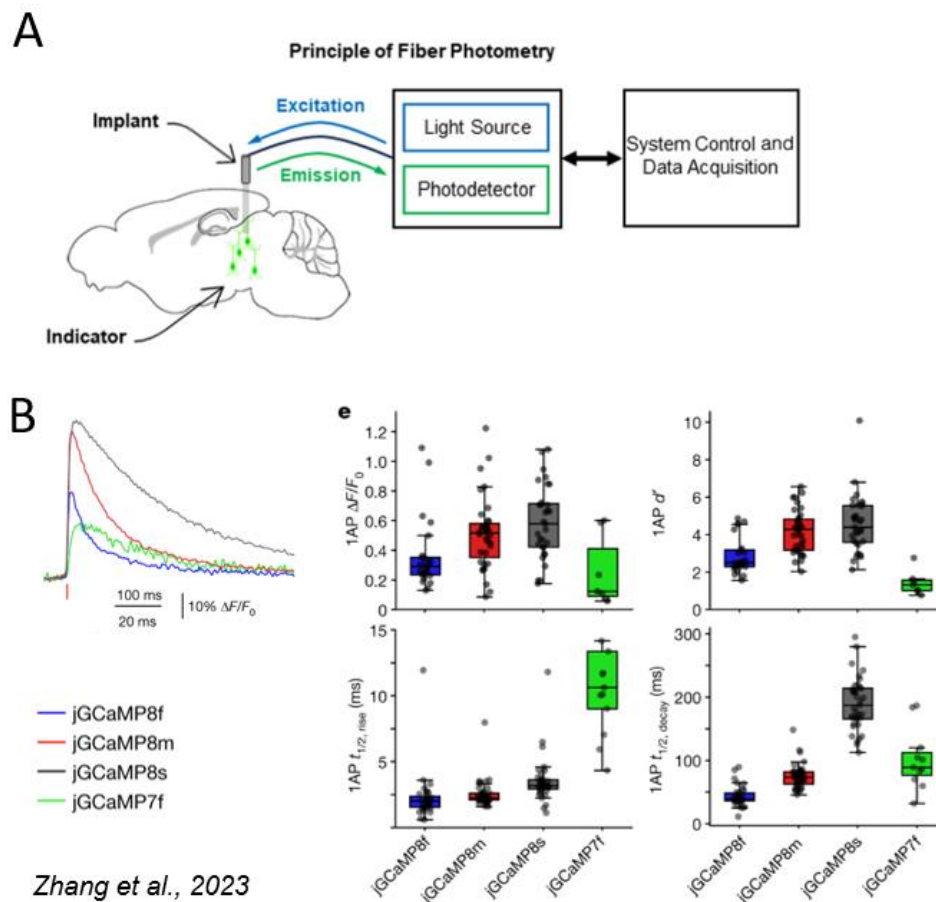 A
Principle of Fiber Photometry
Implant
Excitation
Emission
Light Source
Photodetector
System Control and
Data Acquisition
Indicator
B
100 ms
20 ms
10% ΔF/F0
jGCaMP8f
jGCaMP8m
jGCaMP8s
jGCaMP7f
e
1AP ΔF/F0
1.2
1.0
0.8
0.6
0.4
0.2
0
1AP d′
10
8
6
4
2
0
1AP t1/2, rise (ms)
15
10
5
jGCaMP8f
jGCaMP8m
jGCaMP8s
jGCaMP7f
1AP t1/2, decay (ms)
300
200
100
0
jGCaMP8f
jGCaMP8m
jGCaMP8s
jGCaMP7f
Zhang et al., 2023